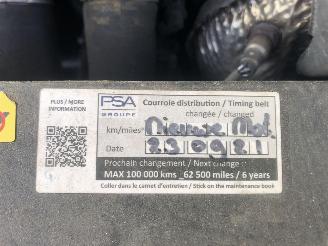 PLUS / MORE
INFORMATION
PSA
GROUPE
Courroie distribution / Timing belt
changée / changed
km/miles Nieuwe Mot.
Date 23 09 21
Prochain changement / Next change :
MAX 100 000 kms _62 500 miles / 6 years
Coller dans le carnet d'entretien / Stick on the maintenance book